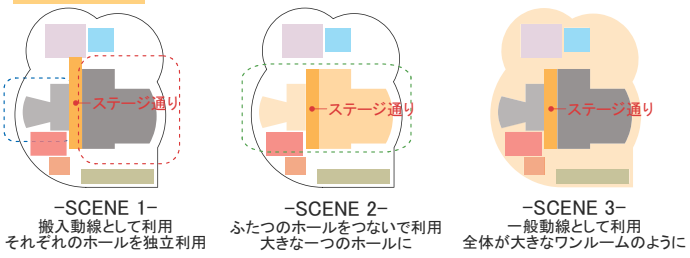 ステージ通り
ステージ通り
ステージ通り
−SCENE 1−
搬入動線として利用
それぞれのホールを独立利用
−SCENE 2−
ふたつのホールをつないで利用
大きな一つのホールに
−SCENE 3−
一般動線として利用
全体が大きなワンルームのように